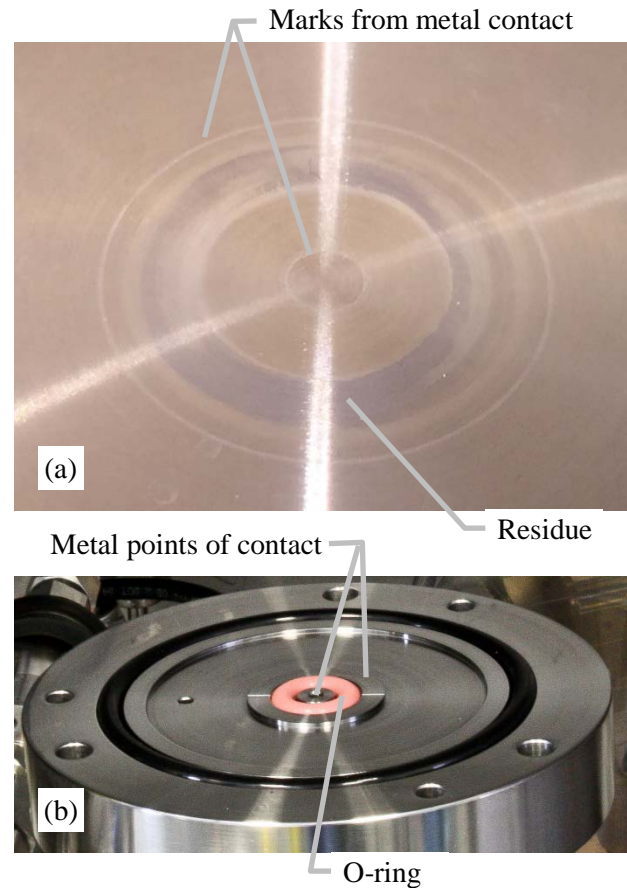 Marks from metal contact
(a)
Residue
Metal points of contact
(b)
O-ring